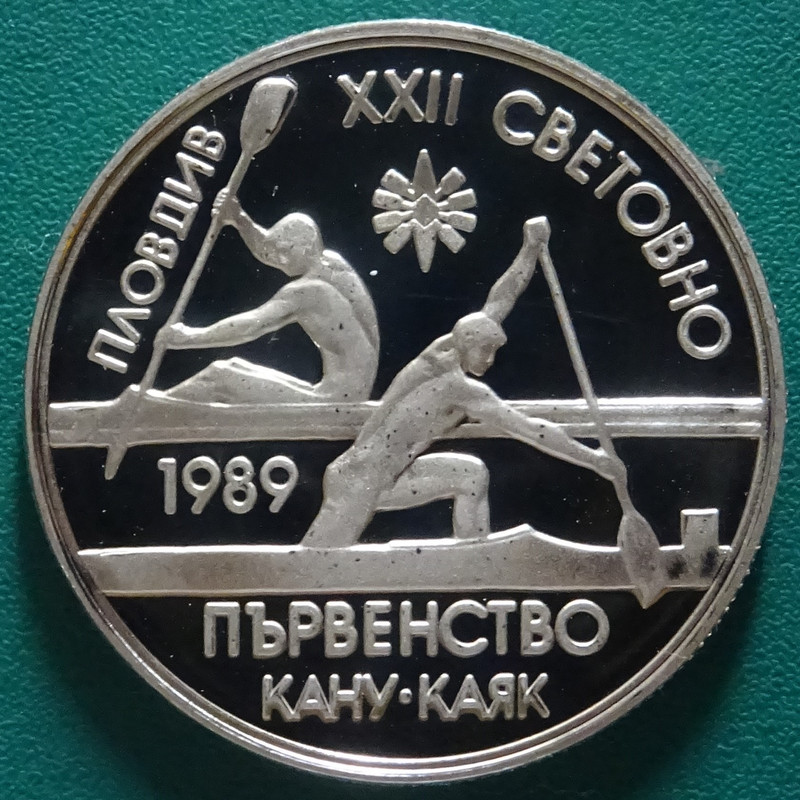 ПЛОВДИВ
XXII СВЕТОВНО
1989
ПЪРВЕНСТВО
КАНУ·КАЯК